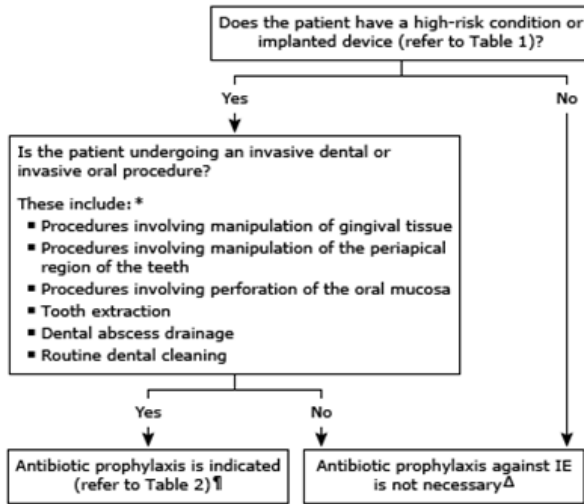 Does the patient have a high-risk condition or
implanted device (refer to Table 1)?
Yes
No
Is the patient undergoing an invasive dental or
invasive oral procedure?
These include: *
▪ Procedures involving manipulation of gingival tissue
▪ Procedures involving manipulation of the periapical
region of the teeth
▪ Procedures involving perforation of the oral mucosa
▪ Tooth extraction
▪ Dental abscess drainage
▪ Routine dental cleaning
Yes
No
Antibiotic prophylaxis is indicated
(refer to Table 2)¶
Antibiotic prophylaxis against IE
is not necessaryΔ